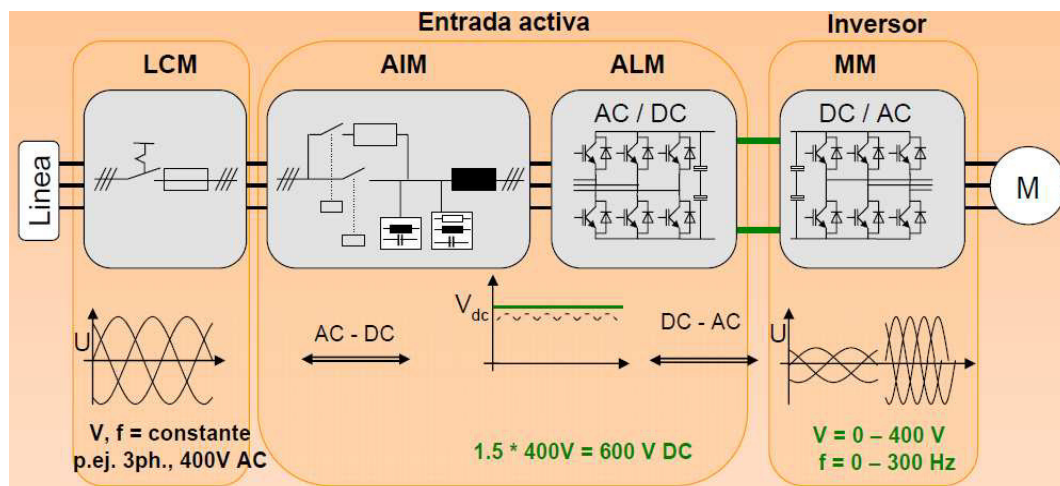 Entrada activa
Inversor
LCM
AIM
ALM
MM
AC / DC
DC / AC
Linea
M
U
AC - DC
Vdc
DC - AC
U
V, f = constante
p.ej. 3ph., 400V AC
1.5 * 400V = 600 V DC
V = 0 – 400 V
f = 0 – 300 Hz